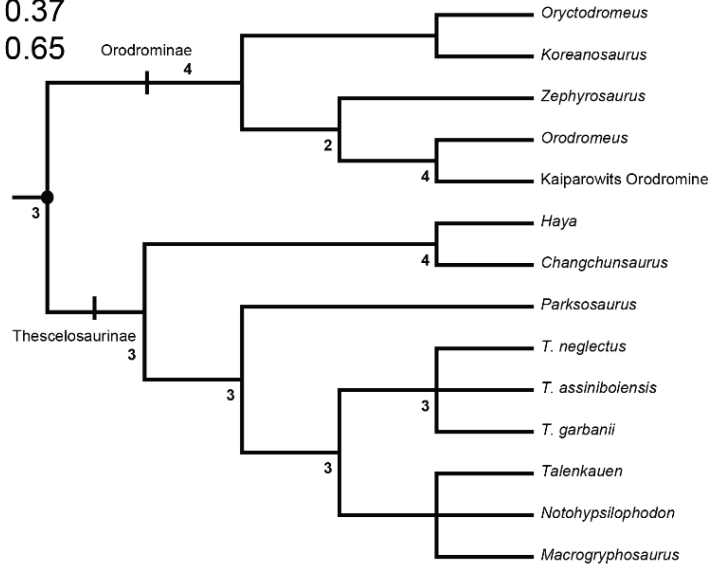 0.37
0.65
Orodrominae
4
Oryctodromeus
Koreanosaurus
Zephyrosaurus
2
Orodromeus
4
Kaiparowits Orodromine
3
Haya
4
Changchunsaurus
Thescelosaurinae
3
Parksosaurus
3
T. neglectus
T. assiniboiensis
3
T. garbanii
3
Talenkauen
Notohypsilophodon
Macrogryphosaurus